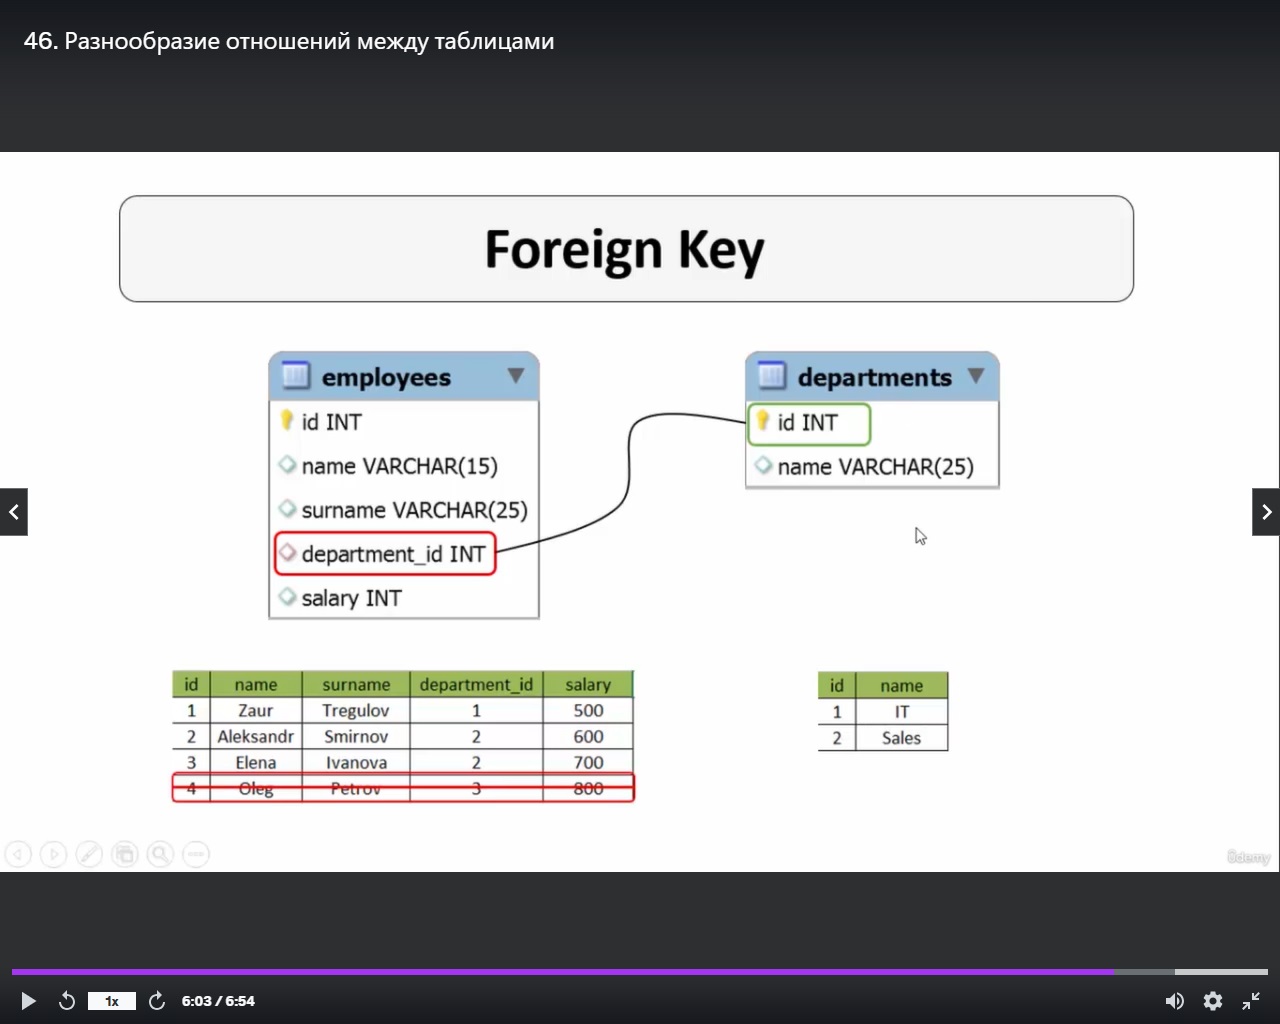 46. Разнообразие отношений между таблицами
Foreign Key
employees
id INT
name VARCHAR(15)
surname VARCHAR(25)
department_id INT
salary INT
departments
id INT
name VARCHAR(25)
id name surname department_id salary
1 Zaur Tregulov 1 500
2 Aleksandr Smirnov 2 600
3 Elena Ivanova 2 700
4 Oleg Petrov 3 800
id name
1 IT
2 Sales
ûdemy
1x
6:03 / 6:54